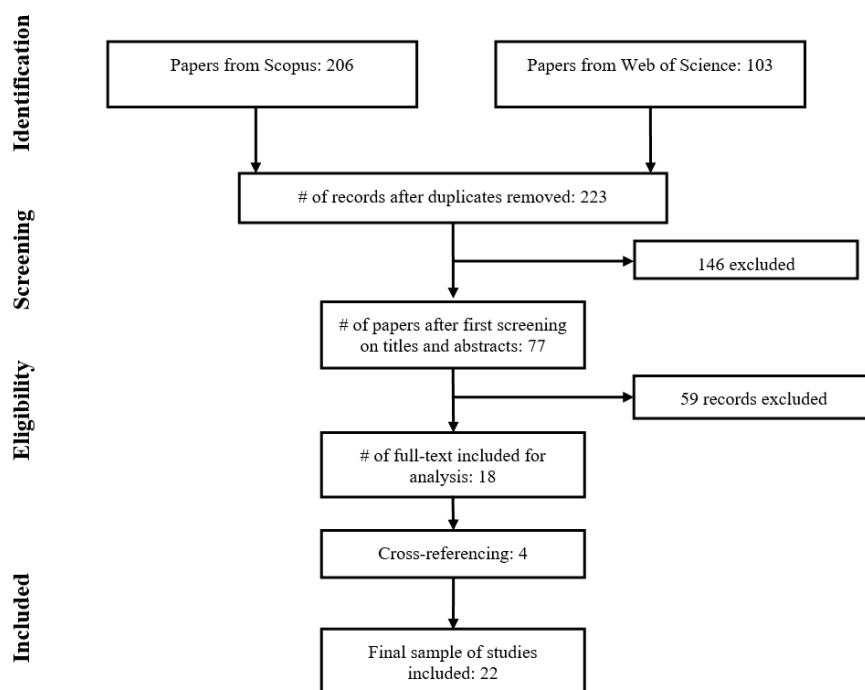 Identification
Papers from Scopus: 206
Papers from Web of Science: 103
# of records after duplicates removed: 223
Screening
146 excluded
# of papers after first screening
on titles and abstracts: 77
Eligibility
59 records excluded
# of full-text included for
analysis: 18
Cross-referencing: 4
Included
Final sample of studies
included: 22